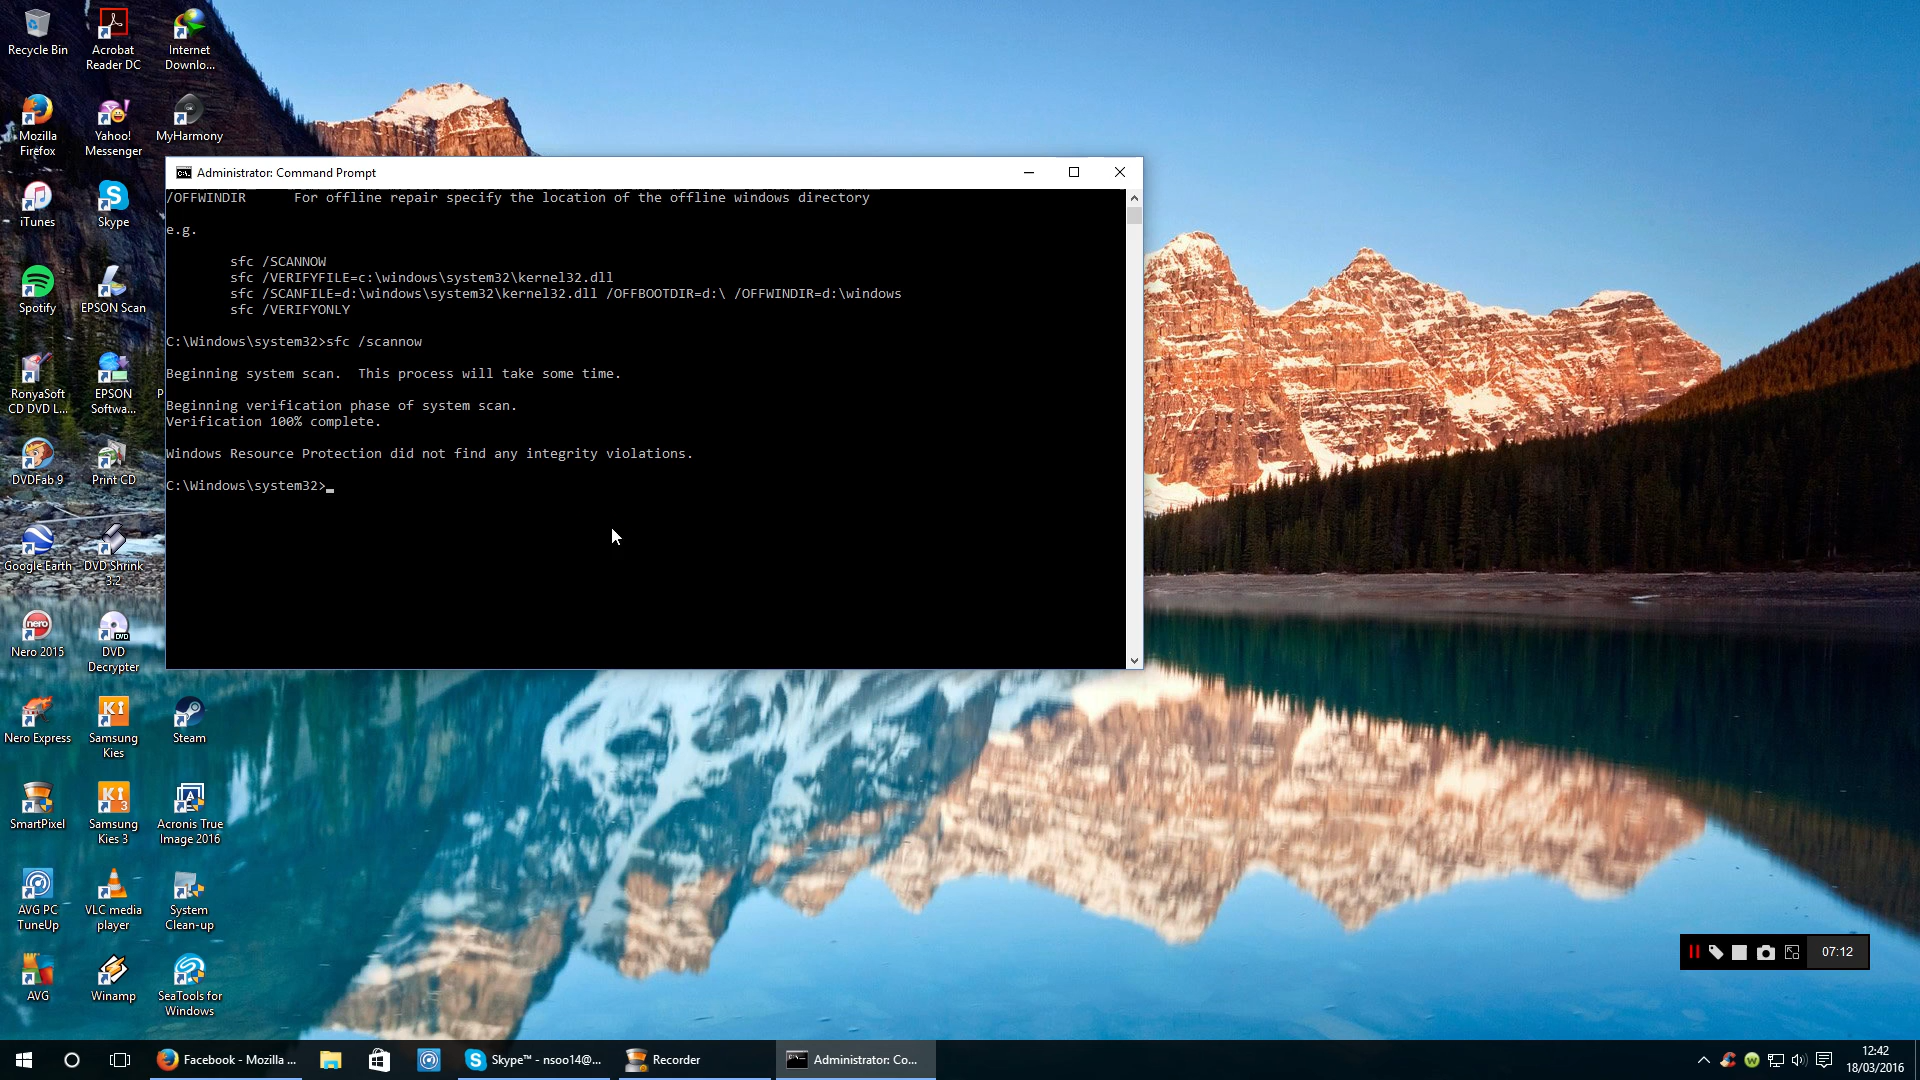 Recycle Bin
Acrobat
Reader DC
Internet
Downlo...
Mozilla
Firefox
Yahoo!
Messenger
MyHarmony
iTunes
Skype
Spotify
EPSON Scan
RonyaSoft
CD DVD L...
EPSON
Softwa...
P
DVDFab 9
Print CD
Google Earth
DVD Shrink
3.2
Nero 2015
DVD
Decrypter
Nero Express
Samsung
Kies
Steam
SmartPixel
Samsung
Kies 3
Acronis True
Image 2016
AVG PC
TuneUp
VLC media
player
System
Clean-up
AVG
Winamp
SeaTools for
Windows
Administrator: Command Prompt
/OFFWINDIR      For offline repair specify the location of the offline windows directory
e.g.
sfc /SCANNOW
sfc /VERIFYFILE=c:\windows\system32\kernel32.dll
sfc /SCANFILE=d:\windows\system32\kernel32.dll /OFFBOOTDIR=d:\ /OFFWINDIR=d:\windows
sfc /VERIFYONLY
C:\Windows\system32>sfc /scannow
Beginning system scan.  This process will take some time.
Beginning verification phase of system scan.
Verification 100% complete.
Windows Resource Protection did not find any integrity violations.
C:\Windows\system32>
07:12
Facebook - Mozilla ...
Skype™ - nsoo14@...
Recorder
Administrator: Co...
12:42
18/03/2016